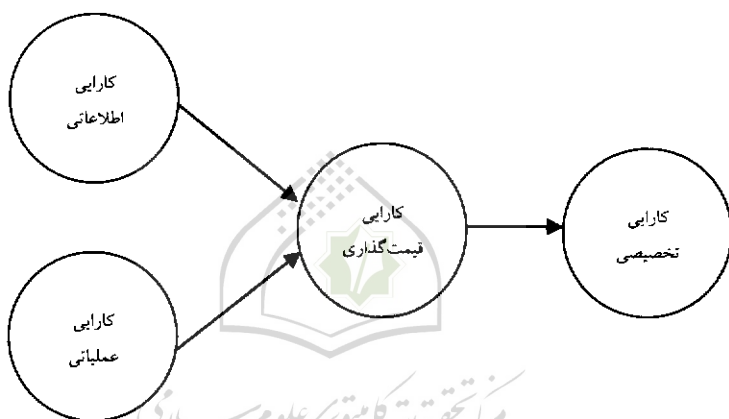 کارایی
اطلاعاتی
کارایی
قیمت‌گذاری
کارایی
تخصیصی
کارایی
عملیاتی